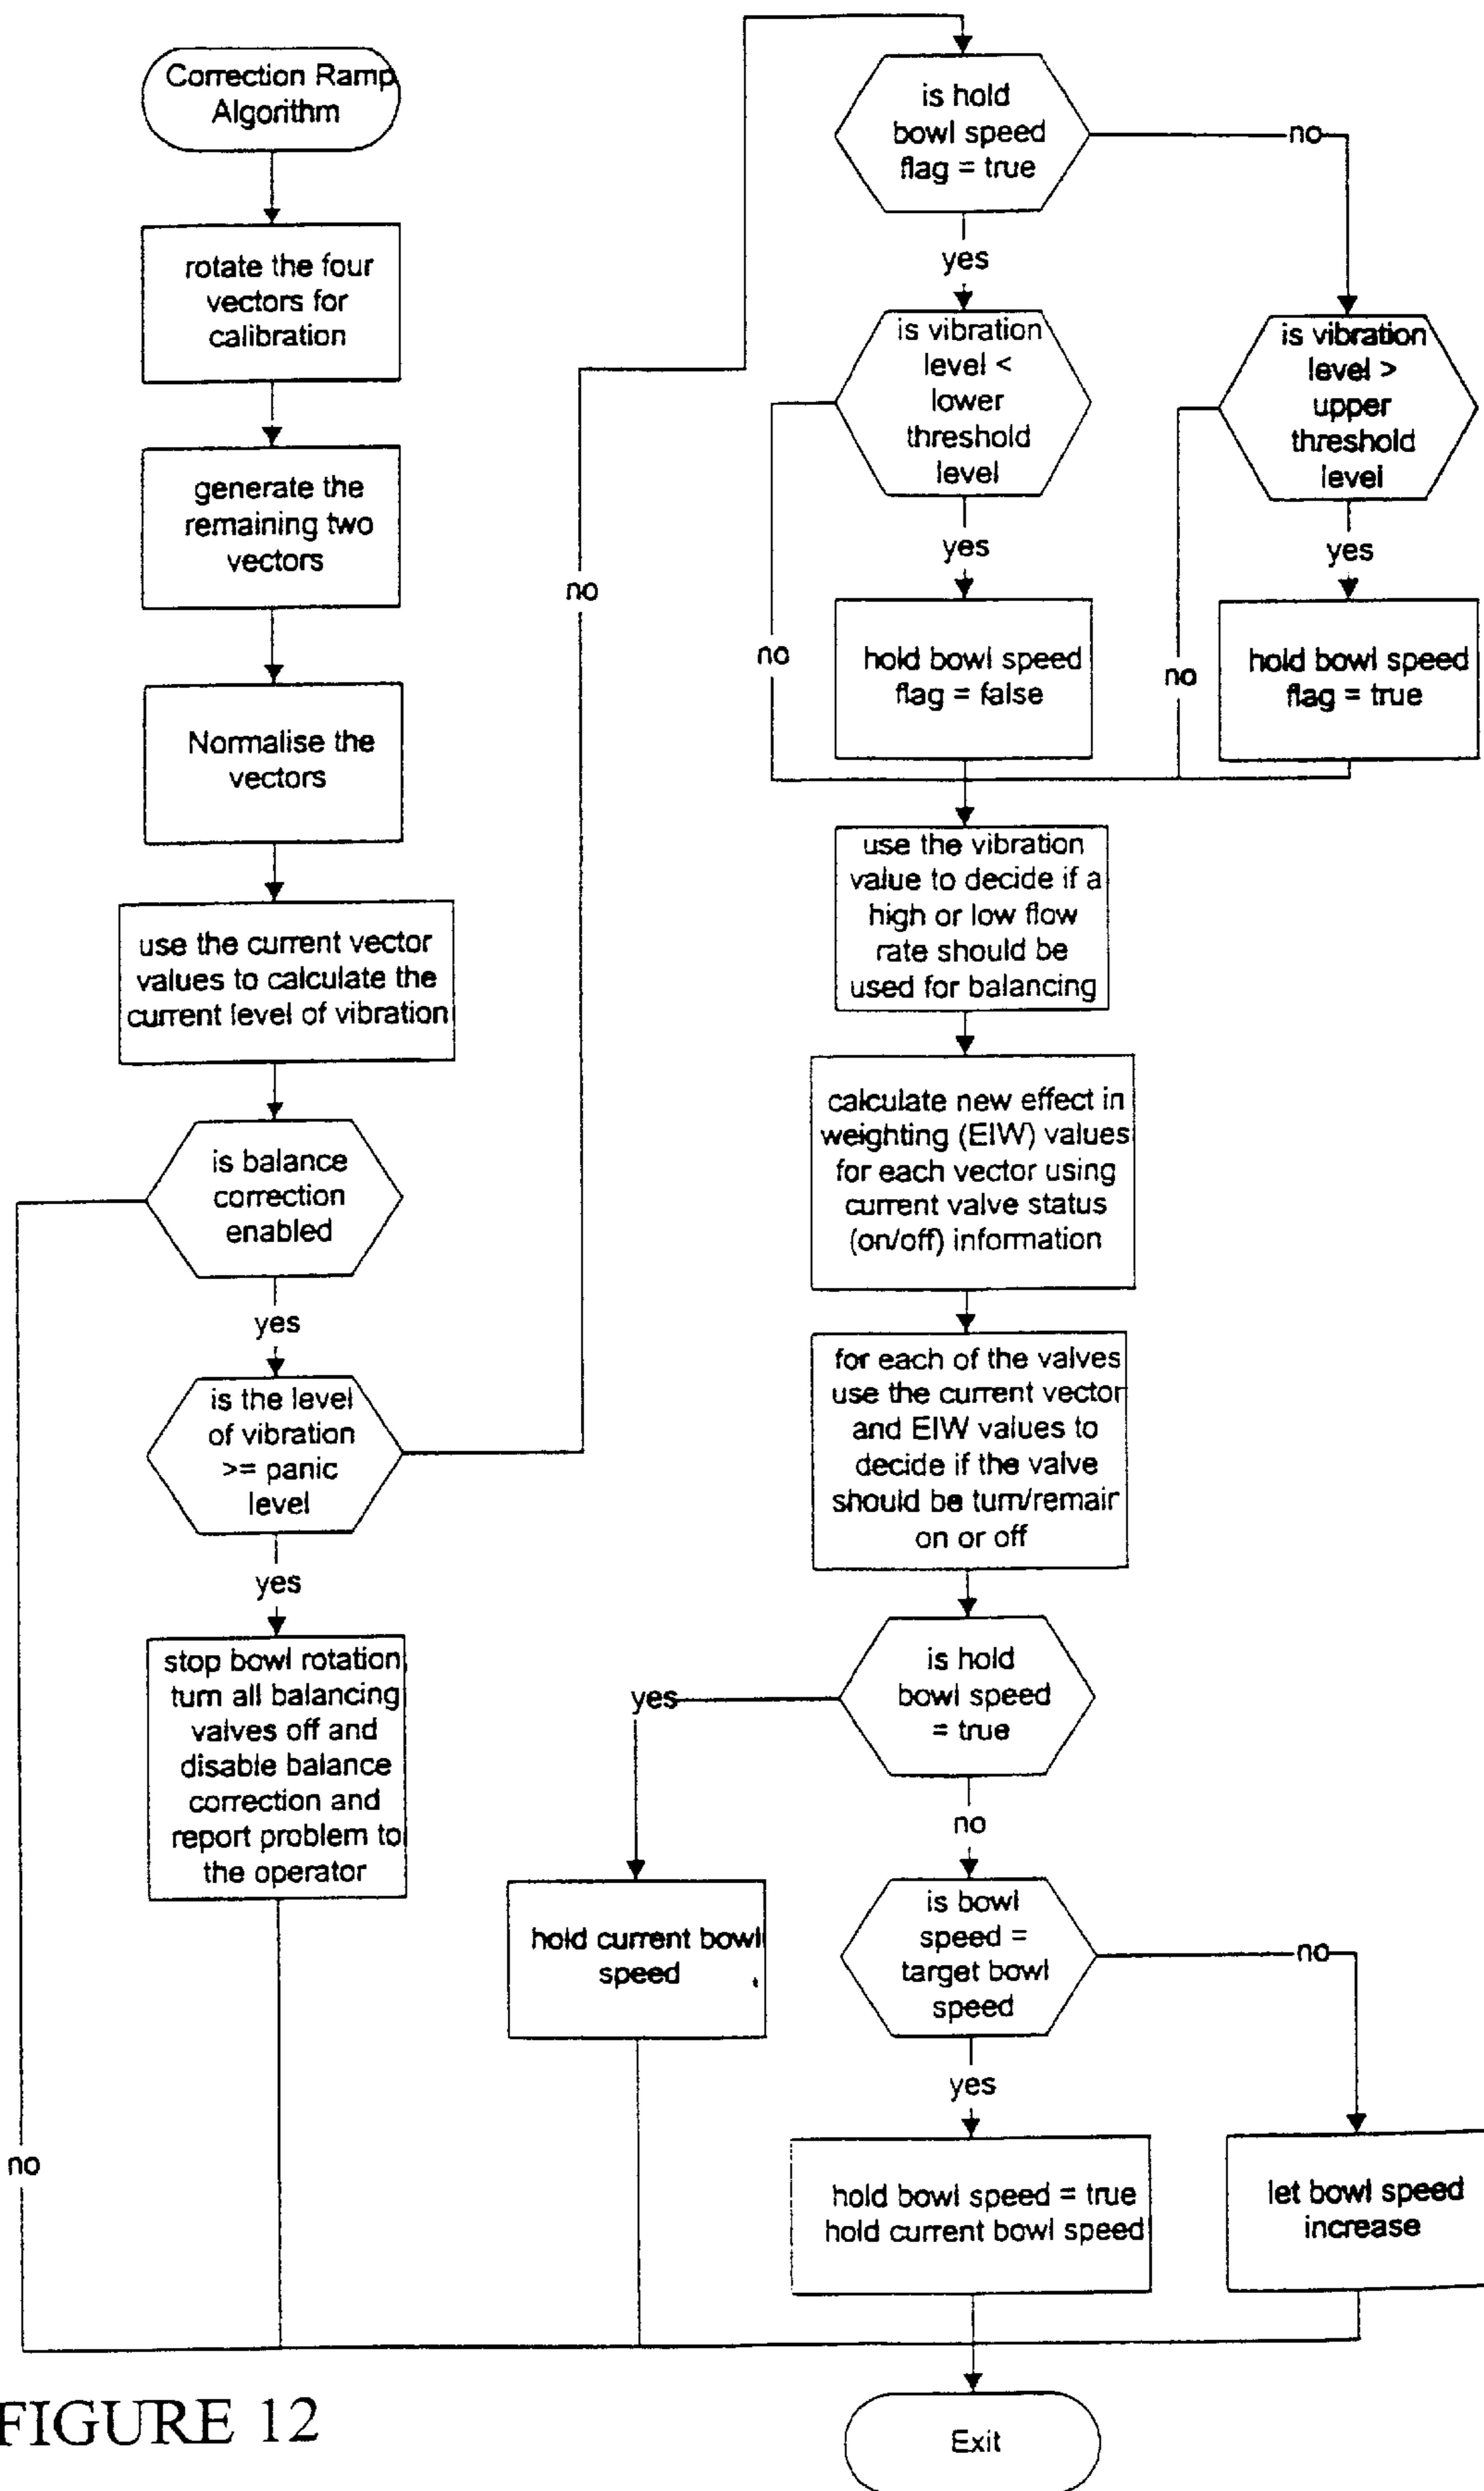 Correction Ramp
Algorithm
rotate the four
vectors for
calibration
generate the
remaining two
vectors
Normalise the
vectors
use the current vector
values to calculate the
current level of vibration
is balance
correction
enabled
yes
is the level
of vibration
>= panic
level
yes
stop bowl rotation,
turn all balancing
valves off and
disable balance
correction and
report problem to
the operator
no
no
is hold
bowl speed
flag = true
no
yes
is vibration
level <
lower
threshold
level
yes
no
hold bowl speed
flag = false
is vibration
level >
upper
threshold
level
yes
no
hold bowl speed
flag = true
use the vibration
value to decide if a
high or low flow
rate should be
used for balancing
calculate new effect in
weighting (EIW) values
for each vector using
current valve status
(on/off) information
for each of the valves
use the current vector
and EIW values to
decide if the valve
should be turn/remair
on or off
is hold
bowl speed
= true
yes
hold current bowl
speed
no
is bowl
speed =
target bowl
speed
no
yes
hold bowl speed = true
hold current bowl speed
let bowl speed
increase
Exit
FIGURE 12